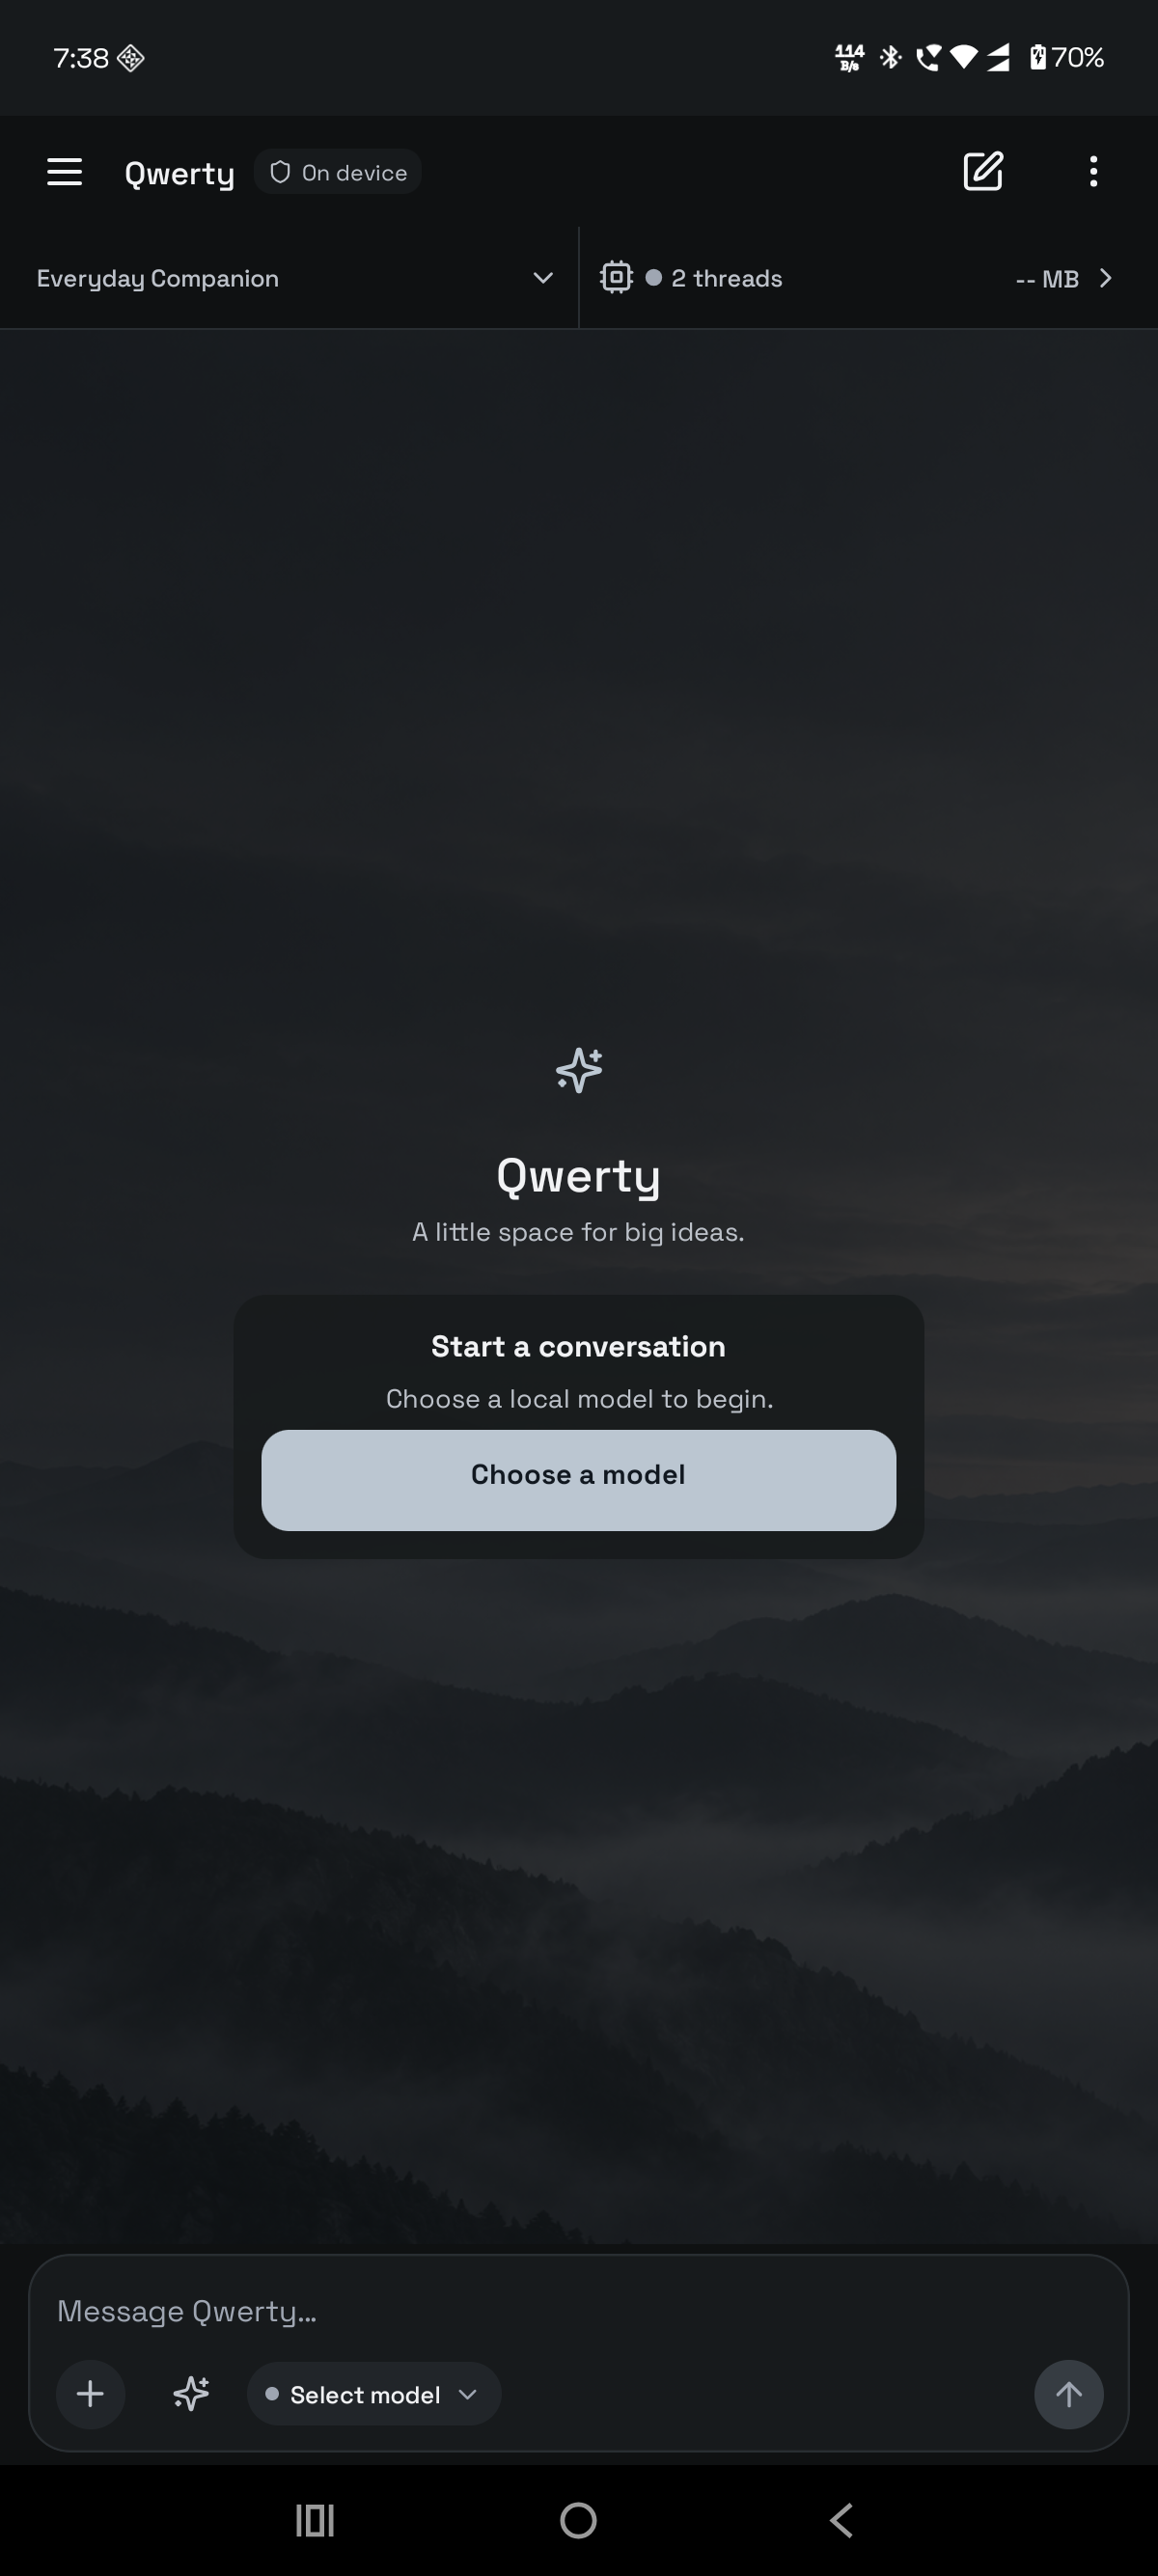 7:38
114
B/s
70%
Qwerty
On device
Everyday Companion
2 threads
-- MB
Qwerty
A little space for big ideas.
Start a conversation
Choose a local model to begin.
Choose a model
Message Qwerty...
Select model